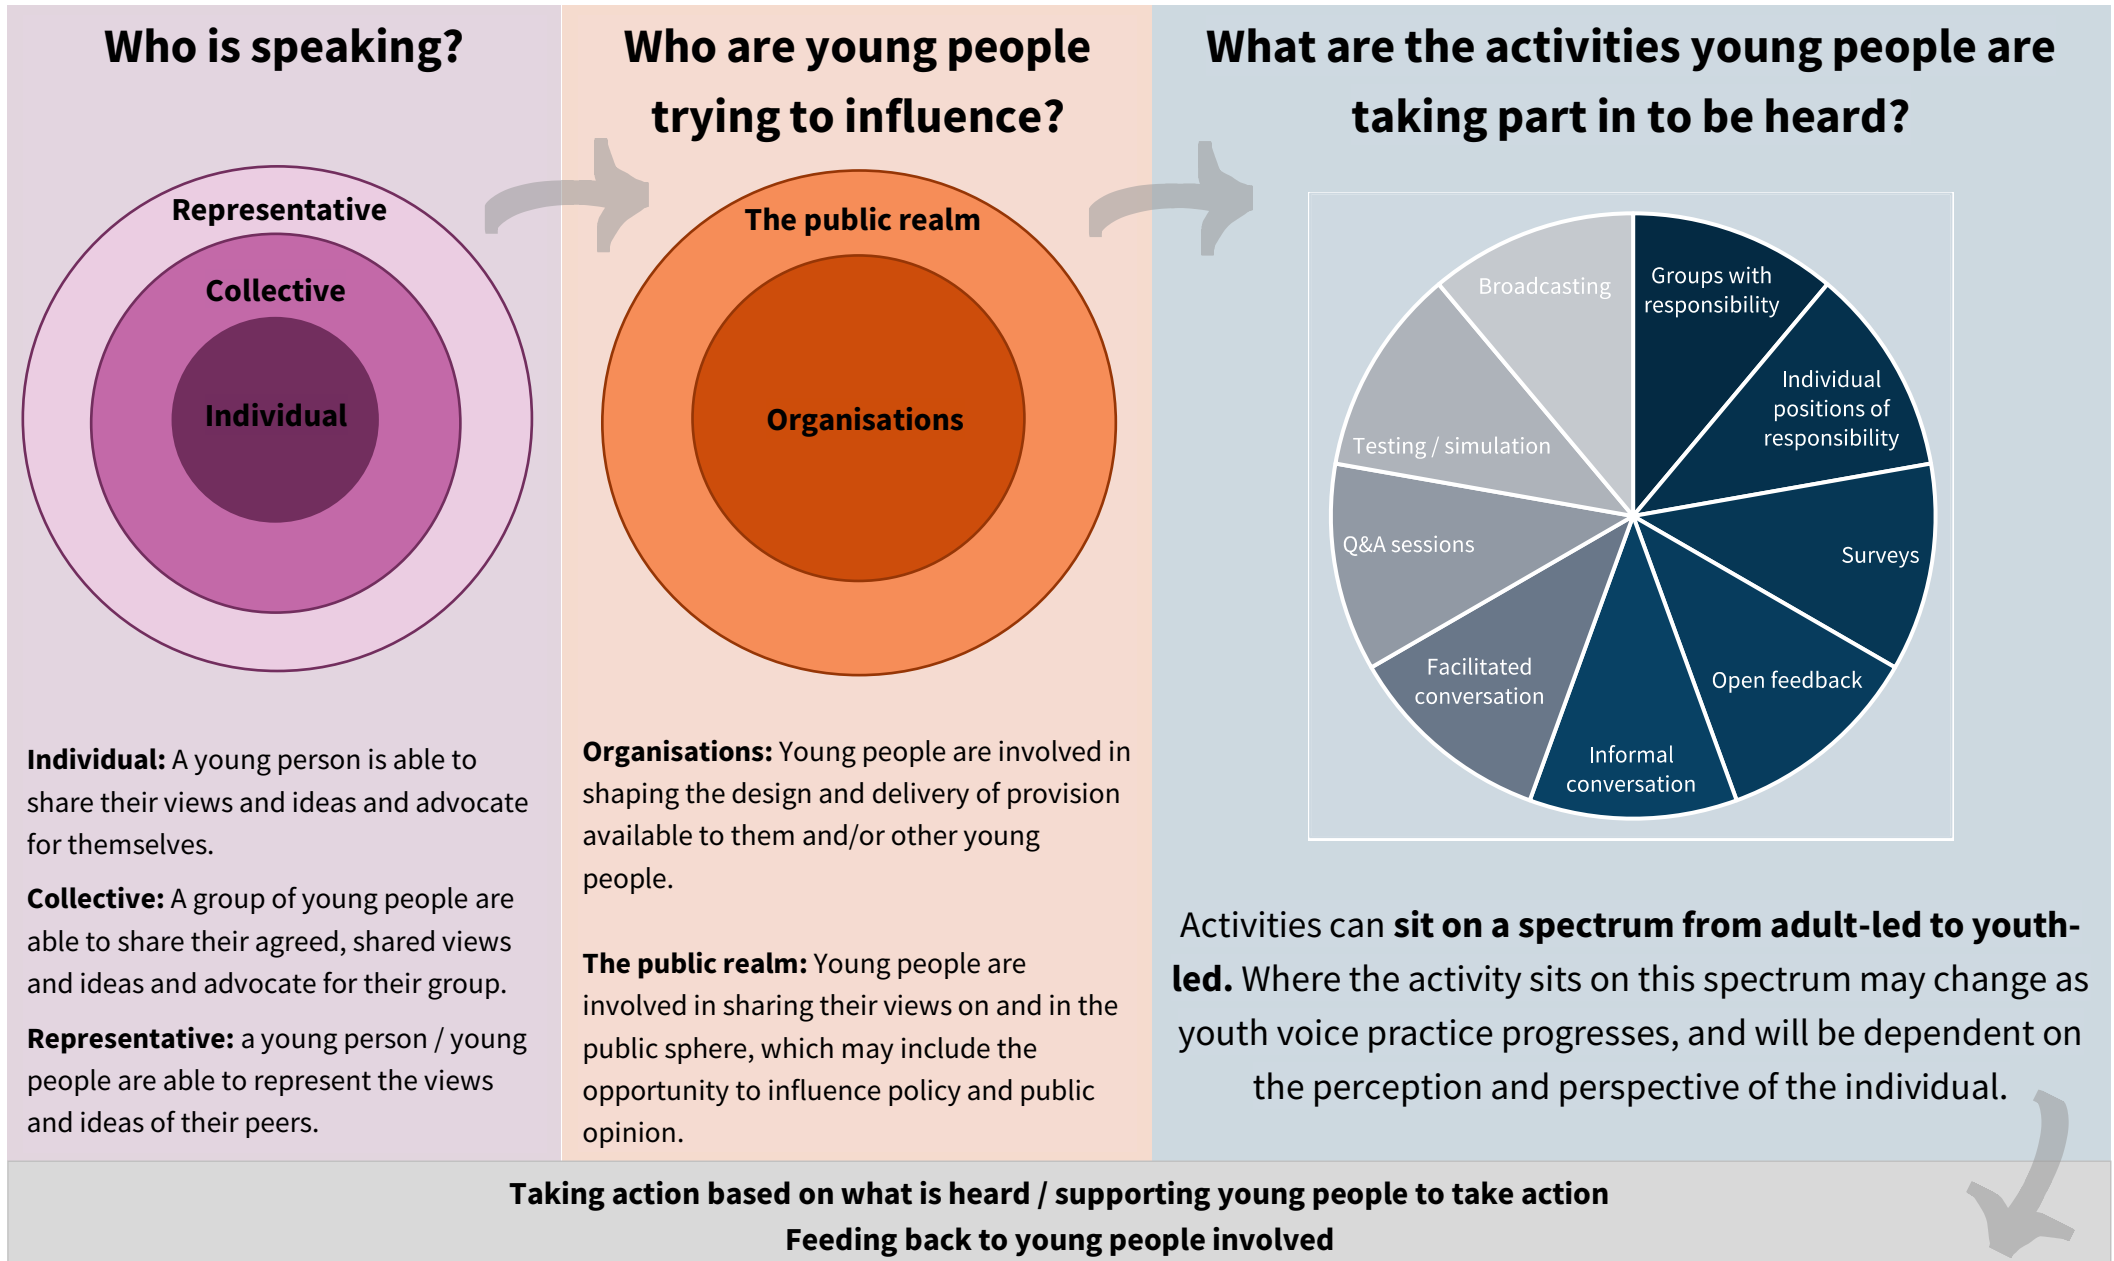 Who is speaking?
Representative
Collective
Individual
Individual: A young person is able to
share their views and ideas and advocate
for themselves.
Collective: A group of young people are
able to share their agreed, shared views
and ideas and advocate for their group.
Representative: a young person / young
people are able to represent the views
and ideas of their peers.
Who are young people
trying to influence?
The public realm
Organisations
Organisations: Young people are involved in
shaping the design and delivery of provision
available to them and/or other young
people.
The public realm: Young people are
involved in sharing their views on and in the
public sphere, which may include the
opportunity to influence policy and public
opinion.
What are the activities young people are
taking part in to be heard?
Groups with
responsibility
Individual
positions of
responsibility
Surveys
Open feedback
Informal
conversation
Facilitated
conversation
Q&A sessions
Testing / simulation
Broadcasting
Activities can sit on a spectrum from adult-led to youth-
led. Where the activity sits on this spectrum may change as
youth voice practice progresses, and will be dependent on
the perception and perspective of the individual.
Taking action based on what is heard / supporting young people to take action
Feeding back to young people involved